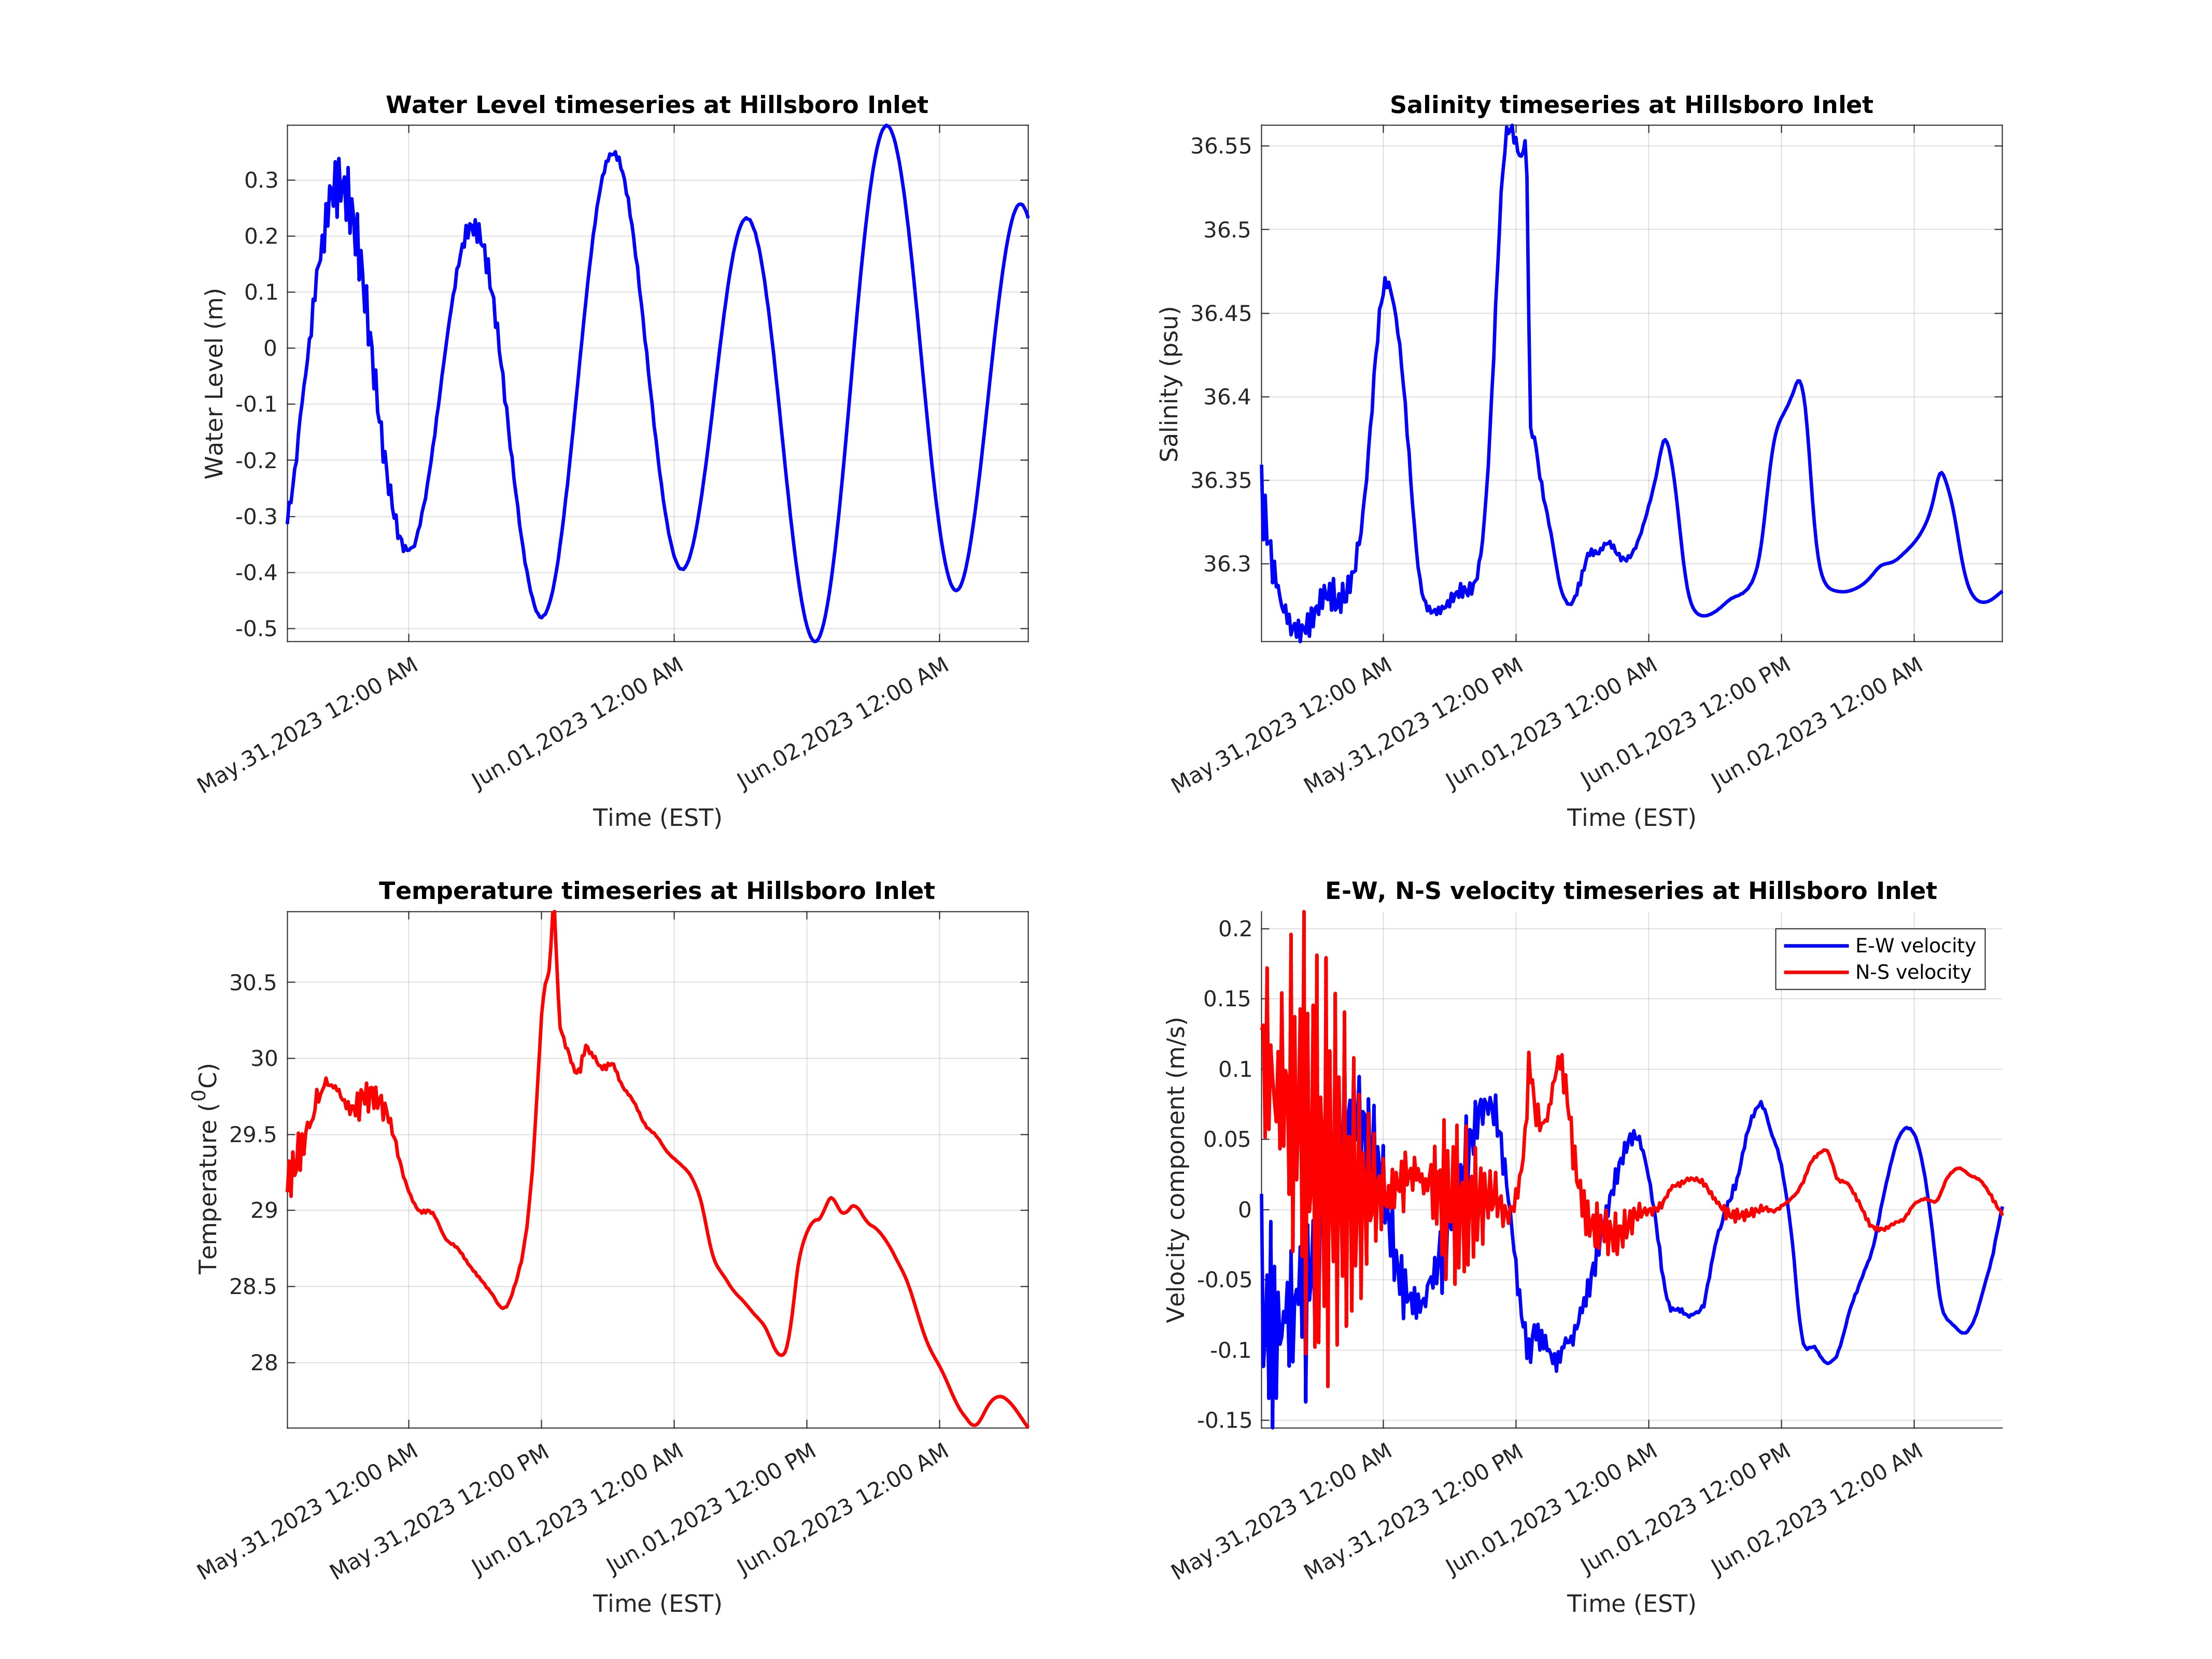 Water Level timeseries at Hillsboro Inlet
Water Level (m)
0.3
0.2
0.1
0
-0.1
-0.2
-0.3
-0.4
-0.5
May.31,2023 12:00 AM
Jun.01,2023 12:00 AM
Jun.02,2023 12:00 AM
Time (EST)
Salinity timeseries at Hillsboro Inlet
Salinity (psu)
36.55
36.5
36.45
36.4
36.35
36.3
May.31,2023 12:00 AM
May.31,2023 12:00 PM
Jun.01,2023 12:00 AM
Jun.01,2023 12:00 PM
Jun.02,2023 12:00 AM
Time (EST)
Temperature timeseries at Hillsboro Inlet
Temperature (⁰C)
30.5
30
29.5
29
28.5
28
May.31,2023 12:00 AM
May.31,2023 12:00 PM
Jun.01,2023 12:00 AM
Jun.01,2023 12:00 PM
Jun.02,2023 12:00 AM
Time (EST)
E-W, N-S velocity timeseries at Hillsboro Inlet
Velocity component (m/s)
0.2
0.15
0.1
0.05
0
-0.05
-0.1
-0.15
E-W velocity
N-S velocity
May.31,2023 12:00 AM
May.31,2023 12:00 PM
Jun.01,2023 12:00 AM
Jun.01,2023 12:00 PM
Jun.02,2023 12:00 AM
Time (EST)